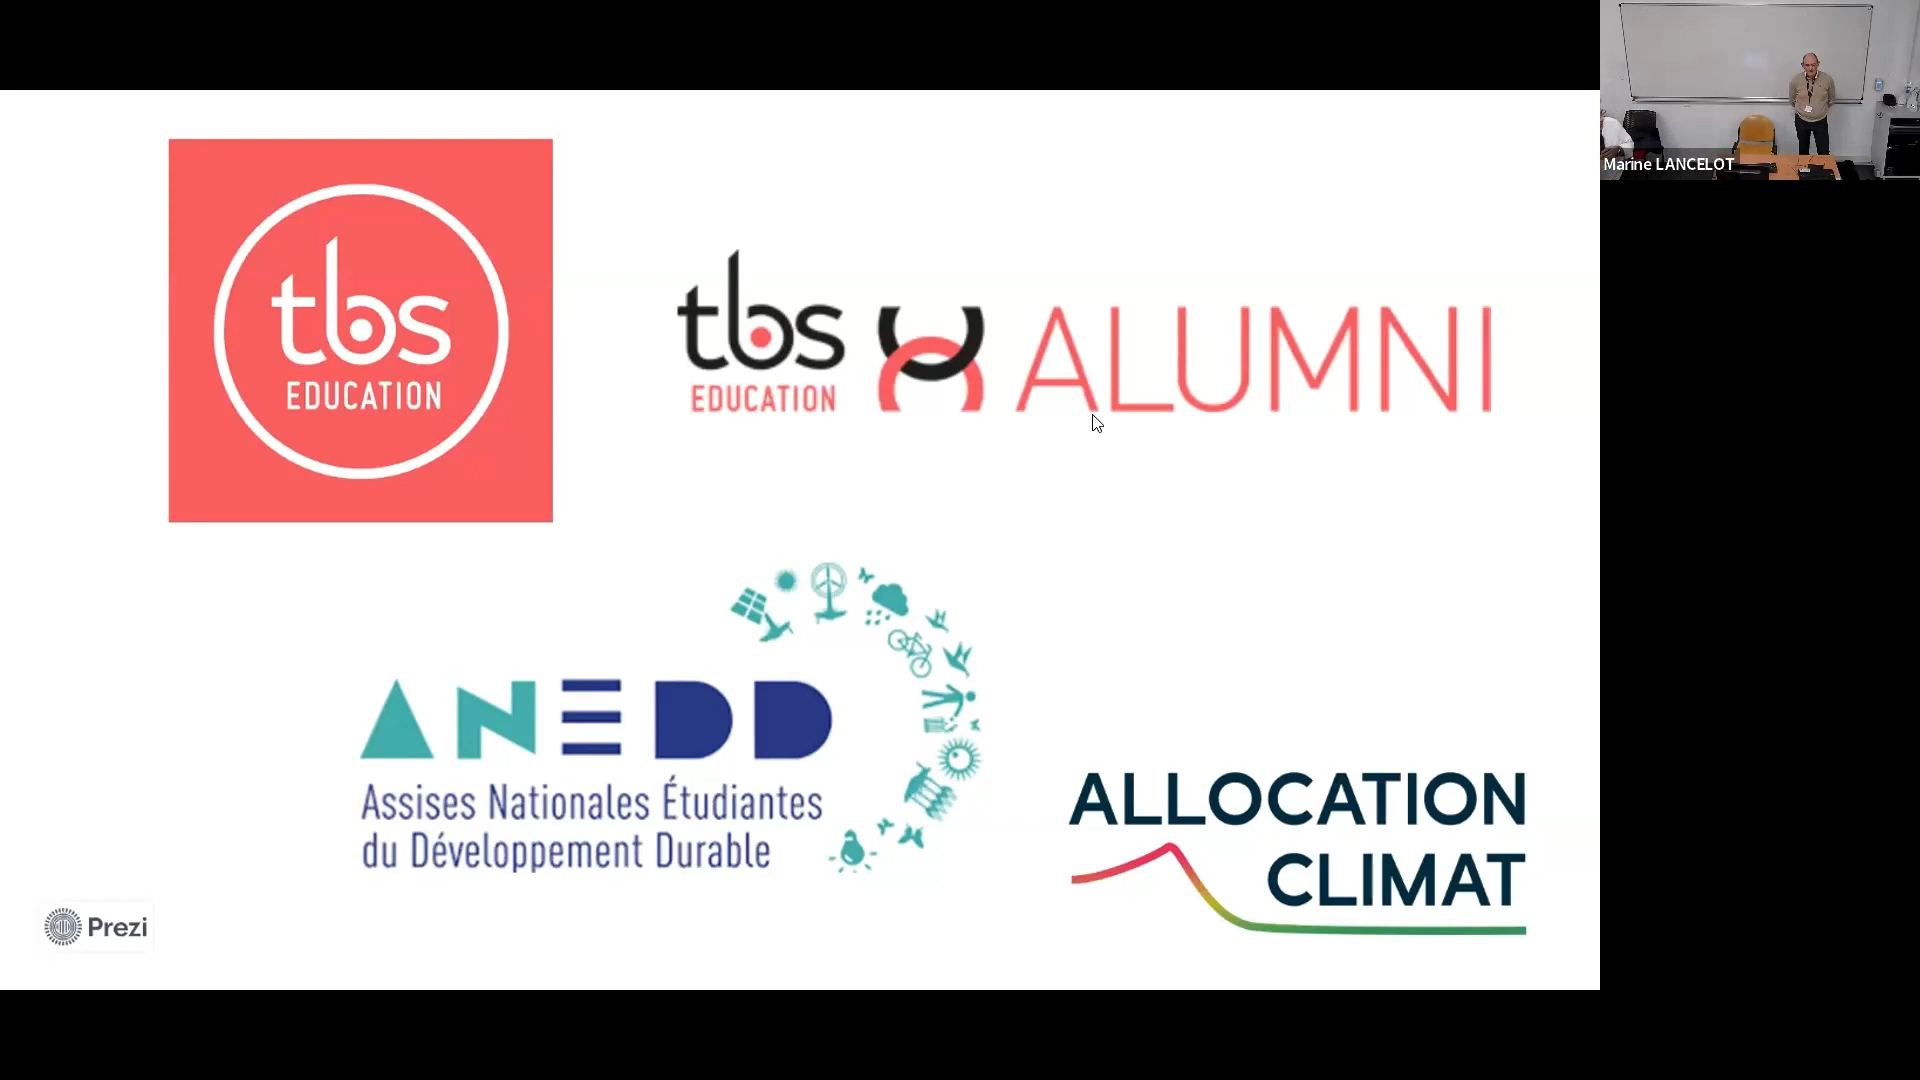 tbs
EDUCATION
tbs ALUMNI
EDUCATION
ANEDD
Assises Nationales Étudiantes
du Développement Durable
ALLOCATION
CLIMAT
Prezi
Marine LANCELOT